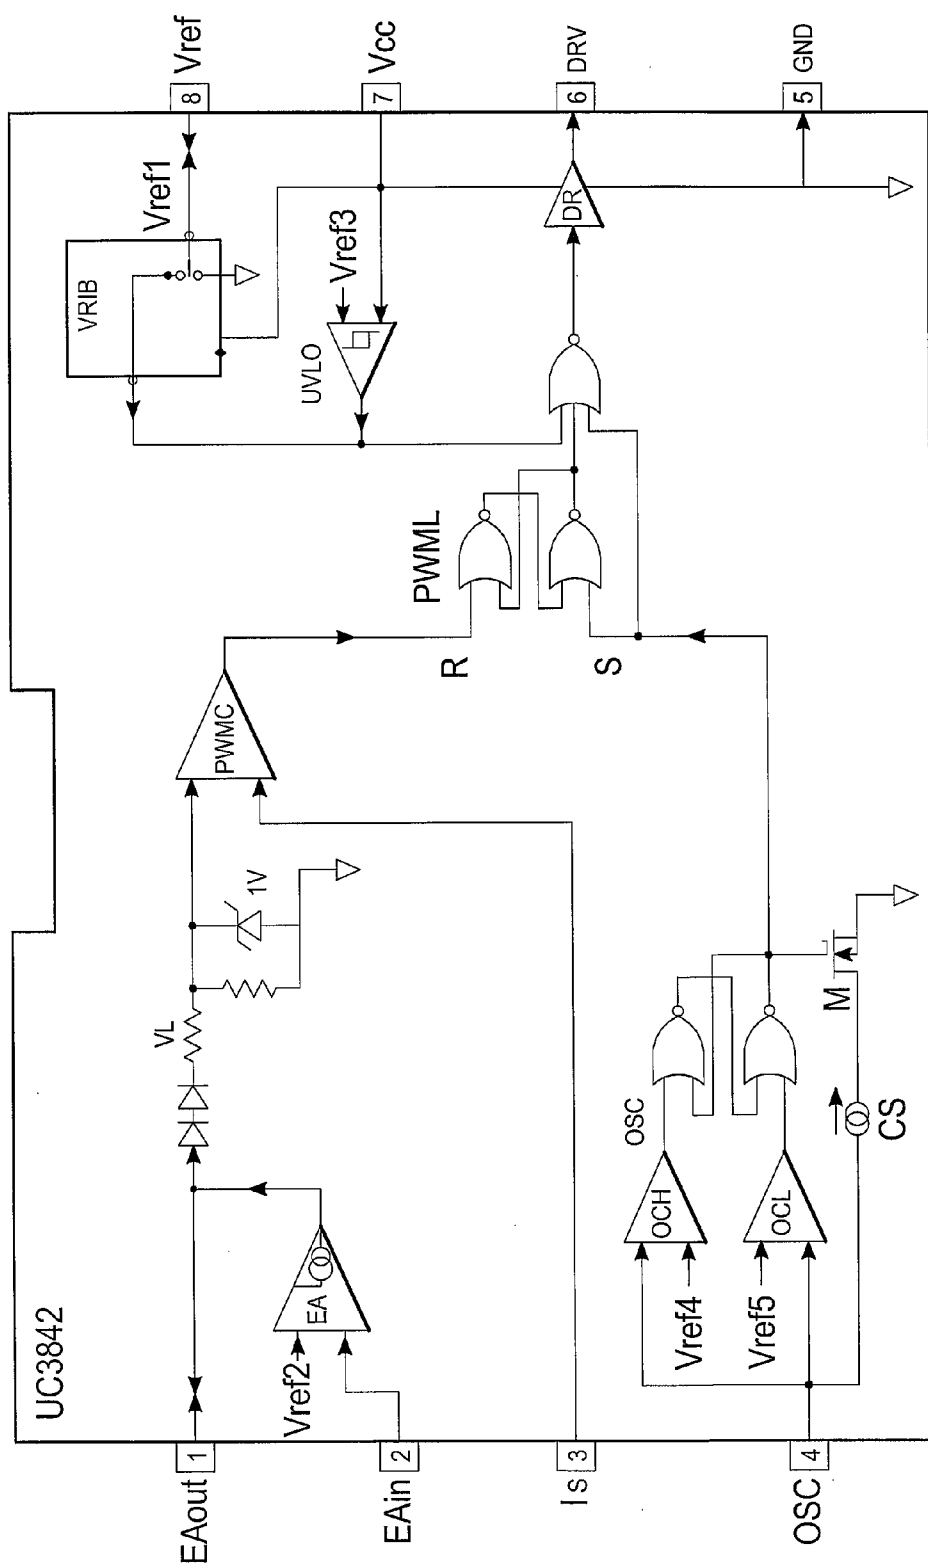 UC3842
EAout
1
EAin
2
Is
3
OSC
4
8
Vref
7
Vcc
6
DRV
5
GND
VRIB
Vref1
UVLO
Vref3
DR
PWML
R
S
PWMC
1V
VL
EA
Vref2
OSC
OCH
Vref4
OCL
Vref5
M
CS